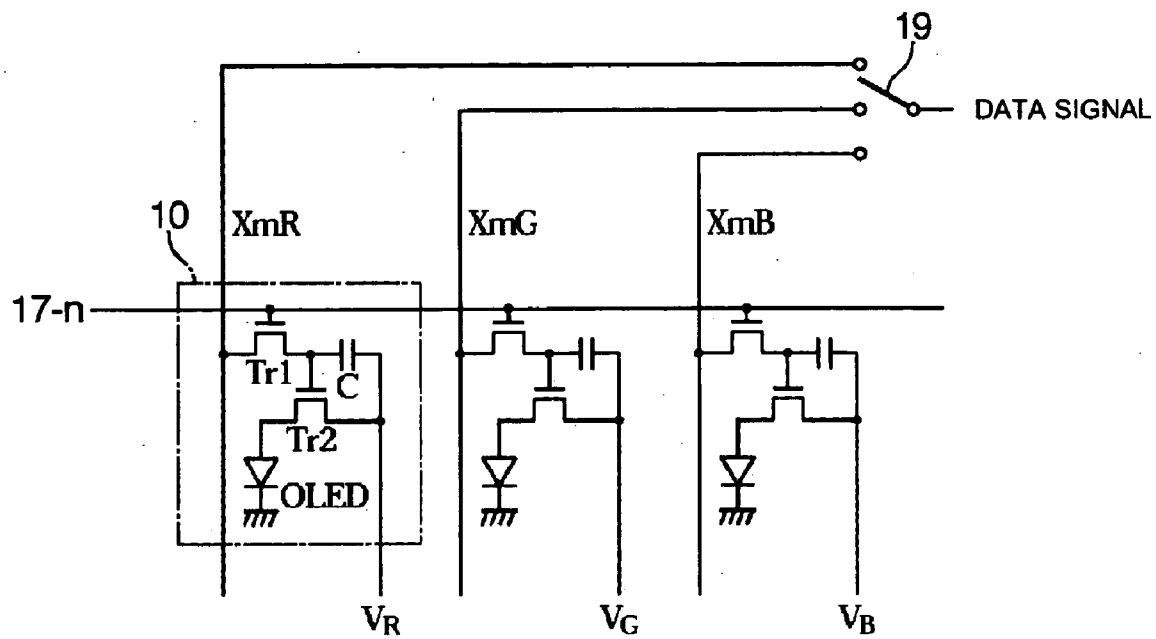 19
DATA SIGNAL
10
XmR
XmG
XmB
17-n
Tr1
C
Tr2
OLED
VR
VG
VB